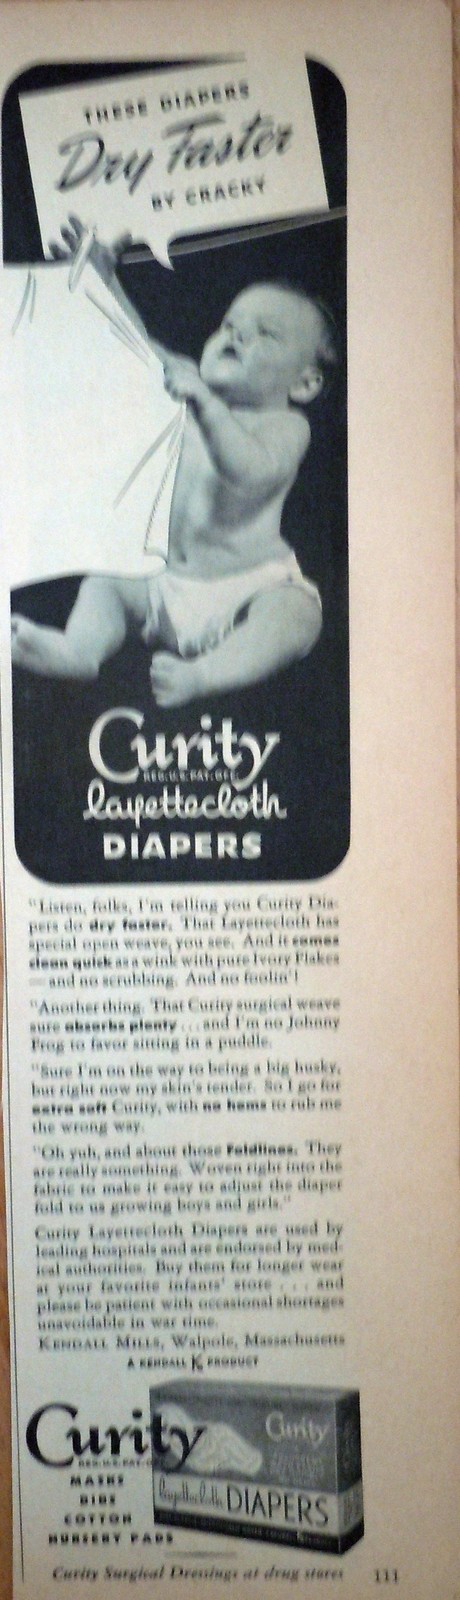 THESE DIAPERS
Dry Faster
BY CRACKY
Curity
REG. U.S. PAT. OFF.
layettecloth
DIAPERS
"Listen, folks, I'm telling you Curity Dia-
pers do dry faster. That Layettecloth has
special open weave, you see. And it comes
clean quick as a wink with pure Ivory Flakes
—and no scrubbing. And no foolin'!
"Another thing. That Curity surgical weave
sure absorbs plenty . . . and I'm no Johnny
Frog to favor sitting in a puddle.
"Sure I'm on the way to being a big husky,
but right now my skin's tender. So I go for
extra soft Curity, with no hems to rub me
the wrong way.
"Oh yuh, and about those Foldlines. They
are really something. Woven right into the
fabric to make it easy to adjust the diaper
fold to us growing boys and girls."
Curity Layettecloth Diapers are used by
leading hospitals and are endorsed by med-
ical authorities. Buy them for longer wear
at your favorite infants' store . . . and
please be patient with occasional shortages
unavoidable in war time.
KENDALL MILLS, Walpole, Massachusetts
A KENDALL K PRODUCT
Curity
REG. U.S. PAT. OFF.
MASKS
BIBS
COTTON
NURSERY PADS
Curity
layettecloth DIAPERS
Curity Surgical Dressings at drug stores
111